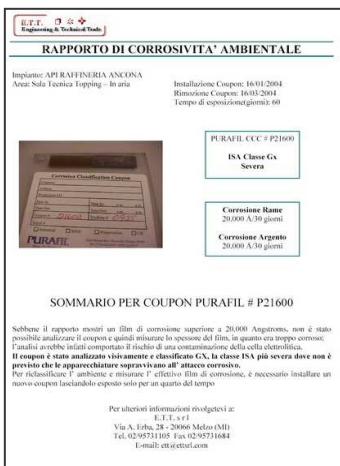 E.T.T.
Engineering & Technical Trade
RAPPORTO DI CORROSIVITA' AMBIENTALE
Impianto: API RAFFINERIA ANCONA
Area: Sala Tecnica Topping – In aria
Installazione Coupon: 16/01/2004
Rimozione Coupon: 16/03/2004
Tempo di esposizione(giorni): 60
PURAFIL CCC # P21600
ISA Classe Gx
Severa
Corrosion Classification Coupon
PURAFIL
Corrosione Rame
20.000 A/30 giorni
Corrosione Argento
20.000 A/30 giorni
SOMMARIO PER COUPON PURAFIL # P21600
Sebbene il rapporto mostri un film di corrosione superiore a 20,000 Angstroms, non è stato
possibile analizzare il coupon e quindi misurare lo spessore del film, in quanto era troppo corroso;
l'analisi avrebbe infatti comportato il rischio di una contaminazione della cella elettrolitica.
Il coupon è stato analizzato visivamente e classificato GX, la classe ISA più severa dove non è
previsto che le apparecchiature sopravvivano all' attacco corrosivo.
Per riclassificare l' ambiente e misurare l' effettivo film di corrosione, è necessario installare un
nuovo coupon lasciandolo esposto solo per un quarto del tempo
Per ulteriori informazioni rivolgetevi a:
E.T.T. s r l
Via A. Erba, 28 - 20066 Melzo (MI)
Tel. 02/95731105 Fax 02/95731684
E-mail: ett@ettsrl.com